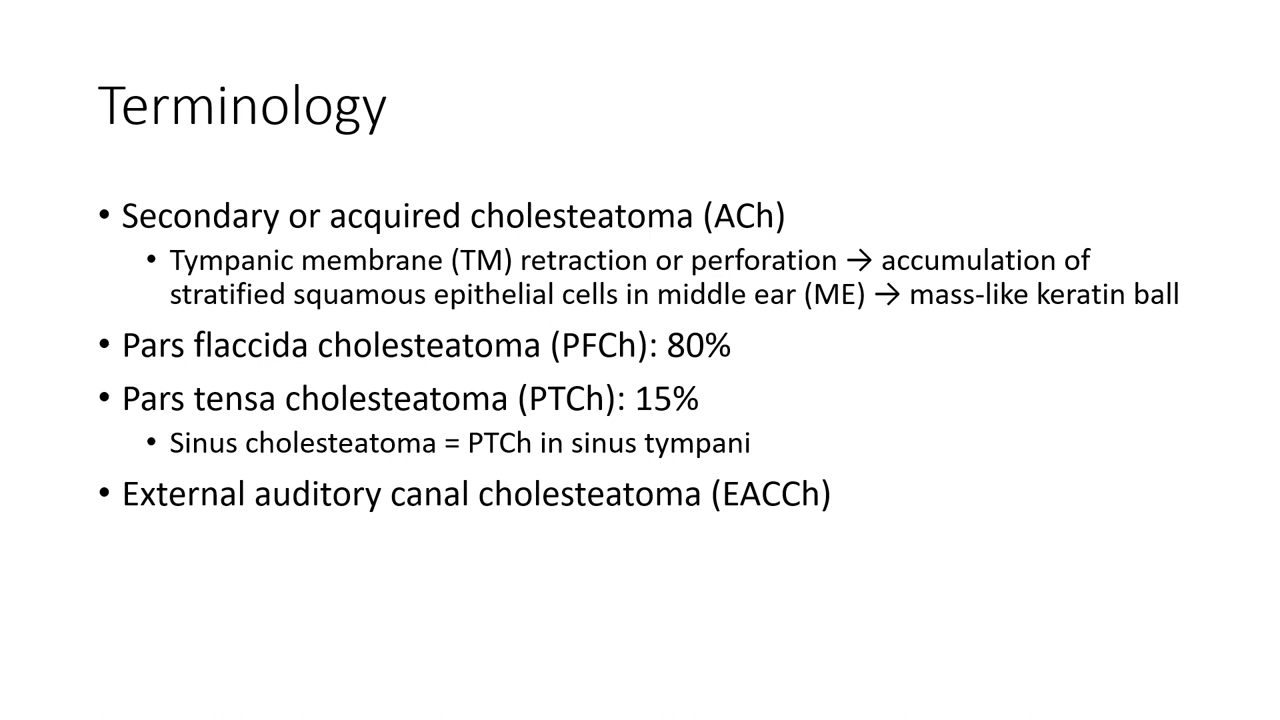 Terminology
• Secondary or acquired cholesteatoma (ACh)
• Tympanic membrane (TM) retraction or perforation → accumulation of
stratified squamous epithelial cells in middle ear (ME) → mass-like keratin ball
• Pars flaccida cholesteatoma (PFCh): 80%
• Pars tensa cholesteatoma (PTCh): 15%
• Sinus cholesteatoma = PTCh in sinus tympani
• External auditory canal cholesteatoma (EACCh)